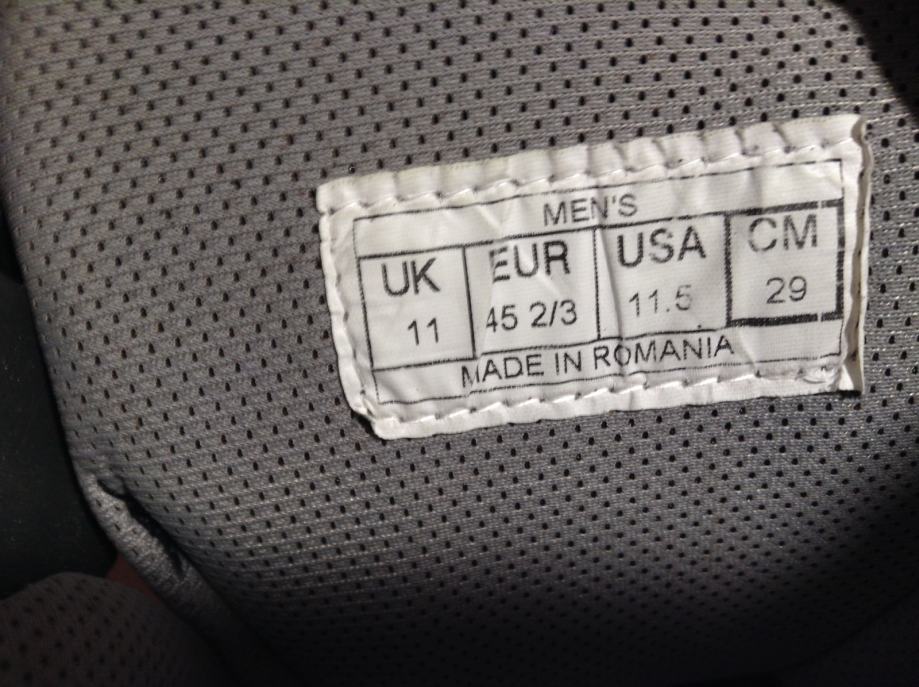 MEN'S
UK EUR USA CM
11 45 2/3 11.5 29
MADE IN ROMANIA